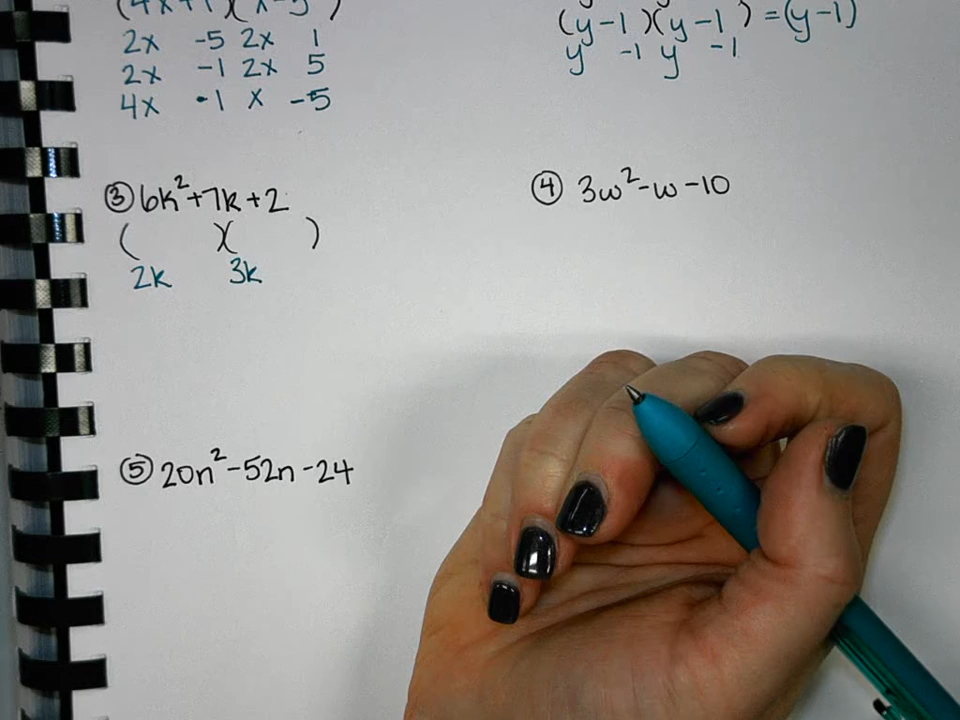 (4x+1)(x-5)
2x -5 2x 1
2x -1 2x 5
4x -1 x -5
(y-1)(y-1) = (y-1)
y -1 y -1
③ 6k²+7k+2
( )( )
2k 3k
④ 3w²-w-10
⑤ 20n²-52n-24